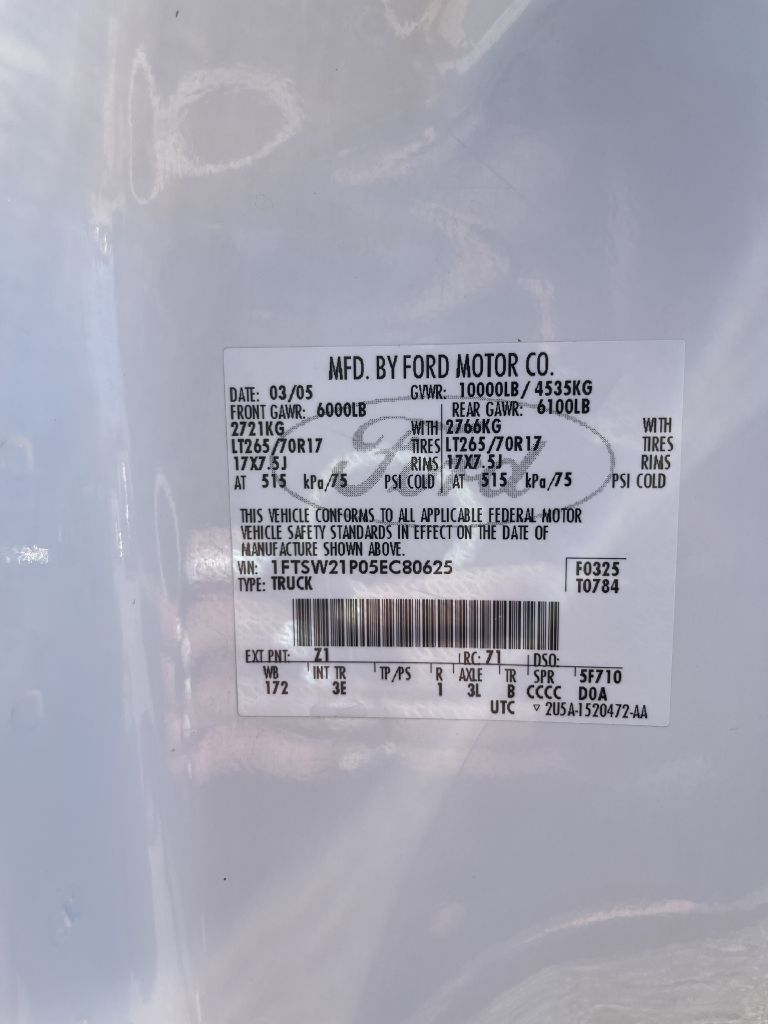 MFD. BY FORD MOTOR CO.
DATE: 03/05 GVWR: 10000LB/ 4535KG
FRONT GAWR: 6000LB REAR GAWR: 6100LB
2721KG WITH 2766KG WITH
LT265/70R17 TIRES LT265/70R17 TIRES
17X7.5J RIMS 17X7.5J RIMS
AT 515 kPa/75 PSI COLD AT 515 kPa/75 PSI COLD
Ford
THIS VEHICLE CONFORMS TO ALL APPLICABLE FEDERAL MOTOR
VEHICLE SAFETY STANDARDS IN EFFECT ON THE DATE OF
MANUFACTURE SHOWN ABOVE.
VIN: 1FTSW21P05EC80625 F0325
TYPE: TRUCK T0784
EXT PNT: Z1 RC: 71 DSO:
WB INT TR TP/PS R AXLE TR SPR 5F710
172 3E 1 3L B CCCC D0A
UTC ▽ 2U5A-1520472-AA